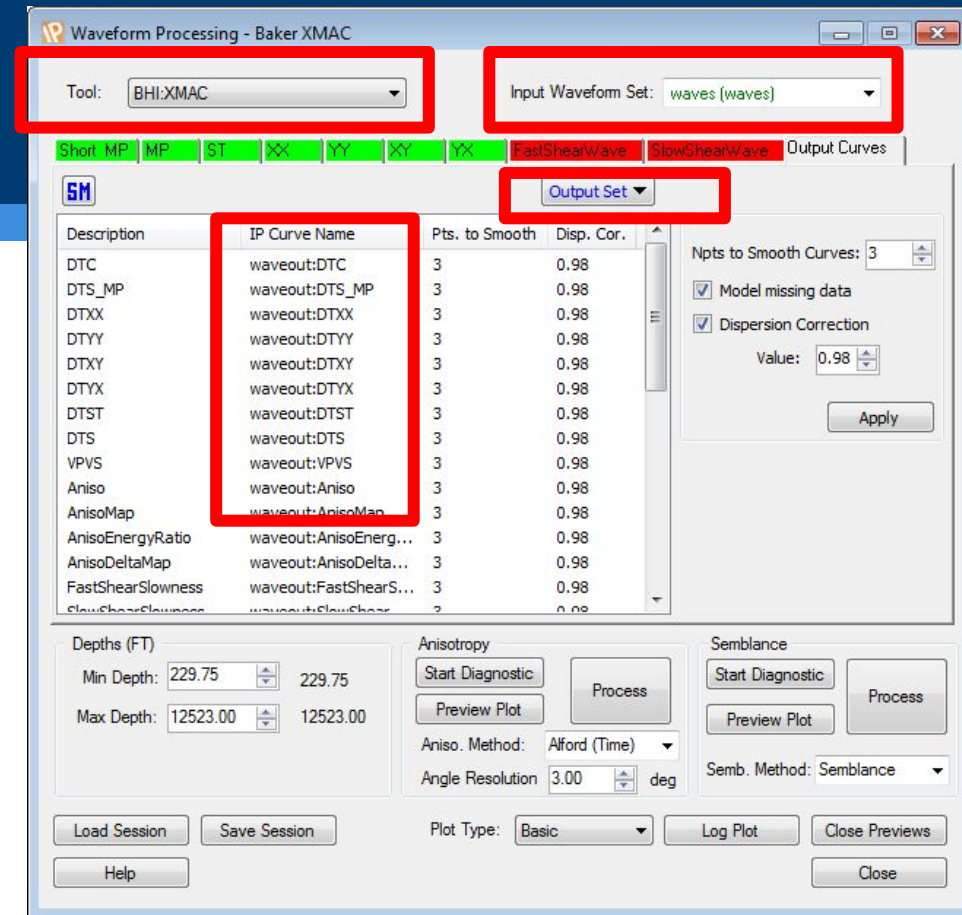 Waveform Processing - Baker XMAC
Tool: BHI:XMAC Input Waveform Set: waves (waves)
Short MP MP ST XX YY XY YX FastShearWave SlowShearWave Output Curves
SM Output Set
Description IP Curve Name Pts. to Smooth Disp. Cor.
DTC waveout:DTC 3 0.98
DTS_MP waveout:DTS_MP 3 0.98
DTXX waveout:DTXX 3 0.98
DTYY waveout:DTYY 3 0.98
DTXY waveout:DTXY 3 0.98
DTYX waveout:DTYX 3 0.98
DTST waveout:DTST 3 0.98
DTS waveout:DTS 3 0.98
VPVS waveout:VPVS 3 0.98
Aniso waveout:Aniso 3 0.98
AnisoMap waveout:AnisoMap 3 0.98
AnisoEnergyRatio waveout:AnisoEnerg... 3 0.98
AnisoDeltaMap waveout:AnisoDelta... 3 0.98
FastShearSlowness waveout:FastShearS... 3 0.98
SlowShearSlowness waveout:SlowShear... 3 0.98
Npts to Smooth Curves: 3
Model missing data
Dispersion Correction
Value: 0.98
Apply
Depths (FT)
Min Depth: 229.75 229.75
Max Depth: 12523.00 12523.00
Anisotropy
Start Diagnostic
Process
Preview Plot
Aniso. Method: Alford (Time)
Angle Resolution 3.00 deg
Semblance
Start Diagnostic
Process
Preview Plot
Semb. Method: Semblance
Load Session Save Session Plot Type: Basic Log Plot Close Previews
Help Close